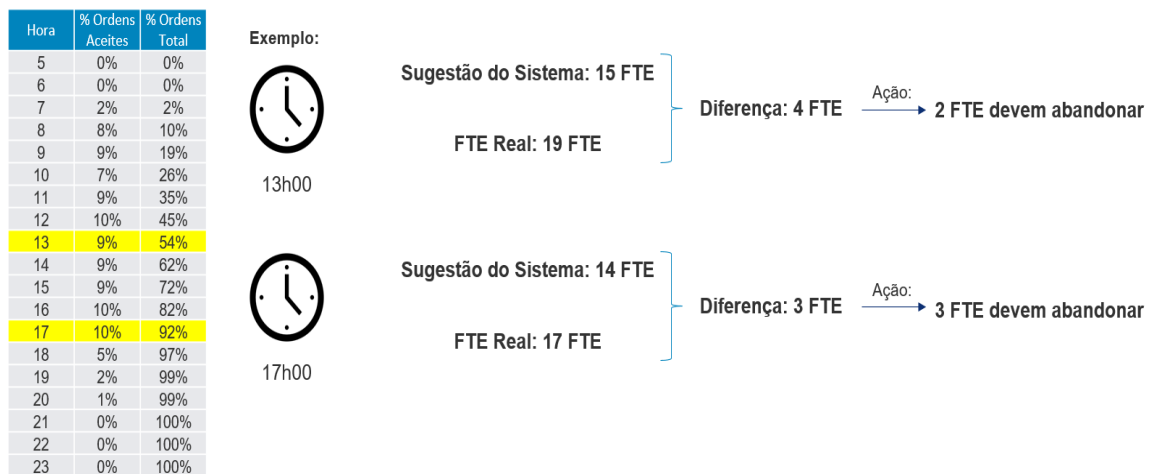 Hora % Ordens Aceites % Ordens Total
5 0% 0%
6 0% 0%
7 2% 2%
8 8% 10%
9 9% 19%
10 7% 26%
11 9% 35%
12 10% 45%
13 9% 54%
14 9% 62%
15 9% 72%
16 10% 82%
17 10% 92%
18 5% 97%
19 2% 99%
20 1% 99%
21 0% 100%
22 0% 100%
23 0% 100%
Exemplo:
13h00
Sugestão do Sistema: 15 FTE
FTE Real: 19 FTE
Diferença: 4 FTE
Ação:
2 FTE devem abandonar
17h00
Sugestão do Sistema: 14 FTE
FTE Real: 17 FTE
Diferença: 3 FTE
Ação:
3 FTE devem abandonar